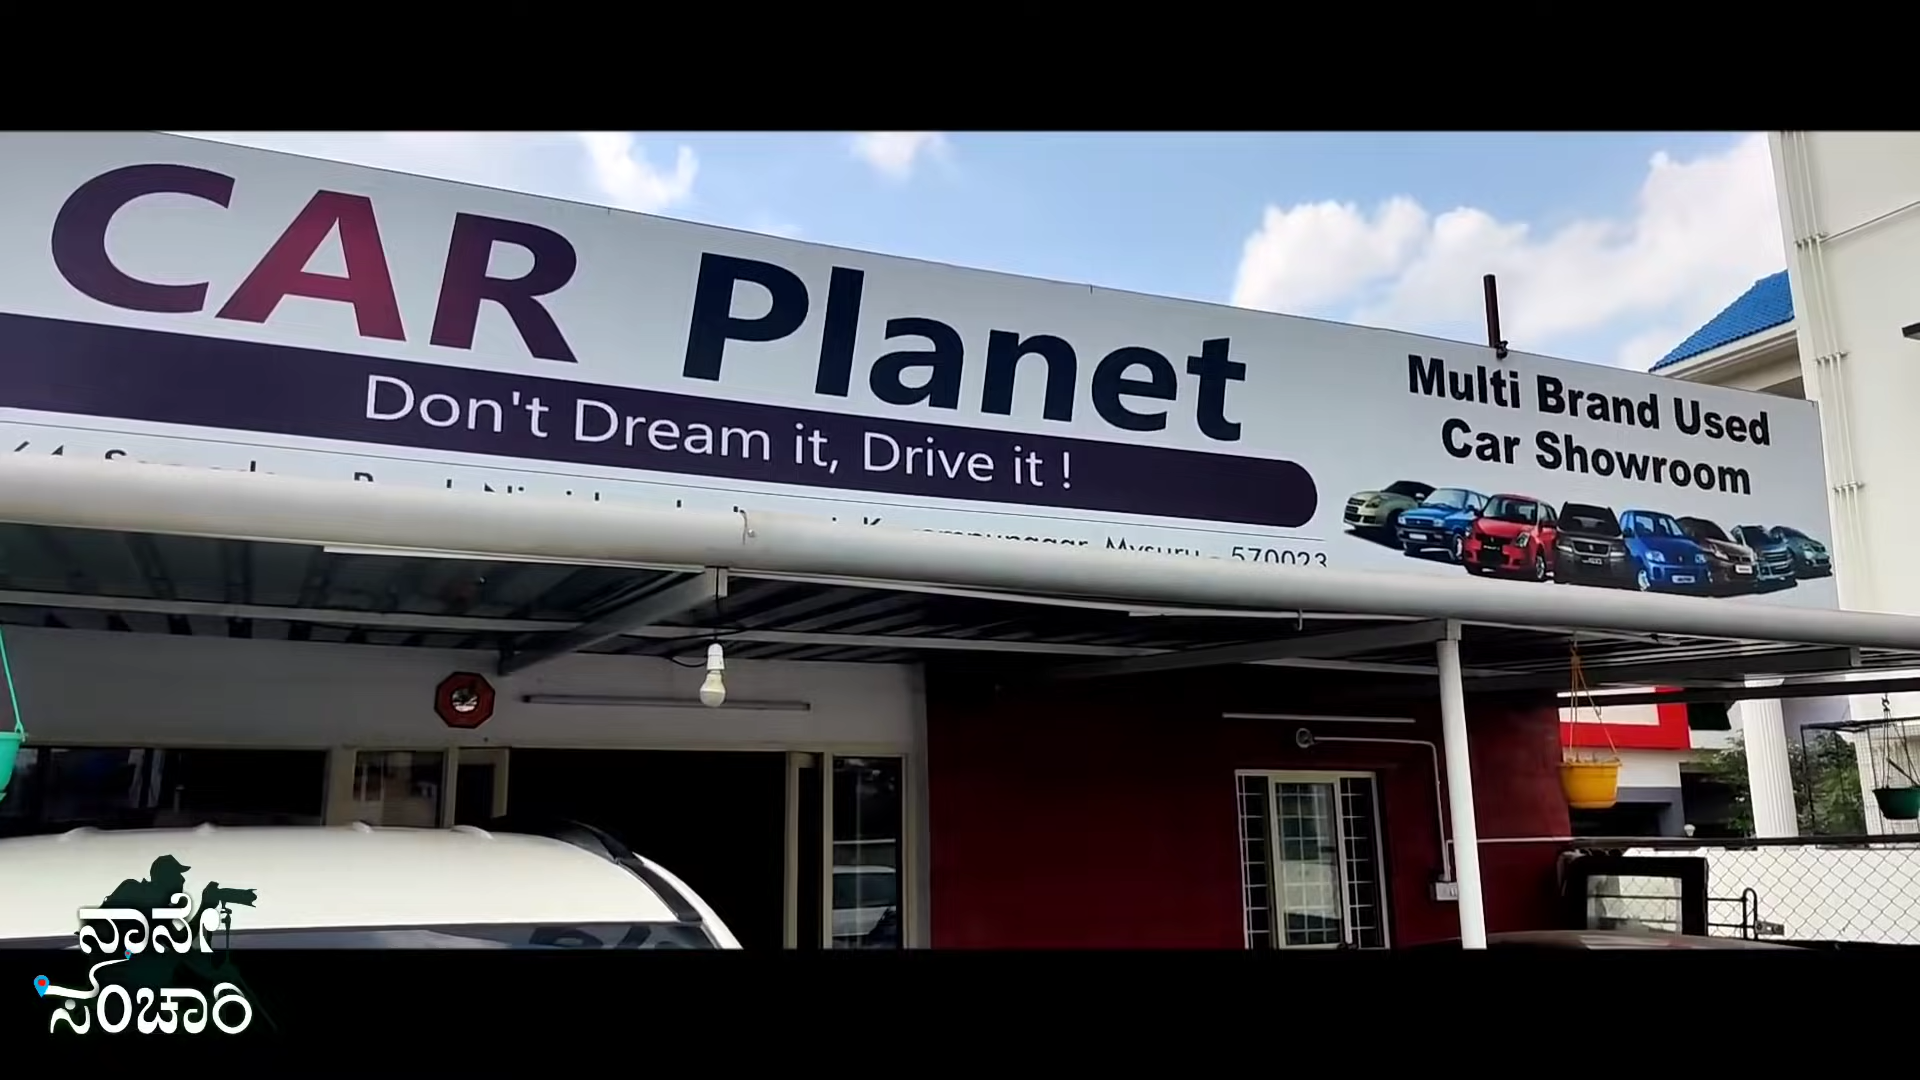 CAR Planet
Don't Dream it, Drive it !
Mysuru - 570023
Multi Brand Used
Car Showroom
ನಾನೇ
ಸಂಚಾರಿ